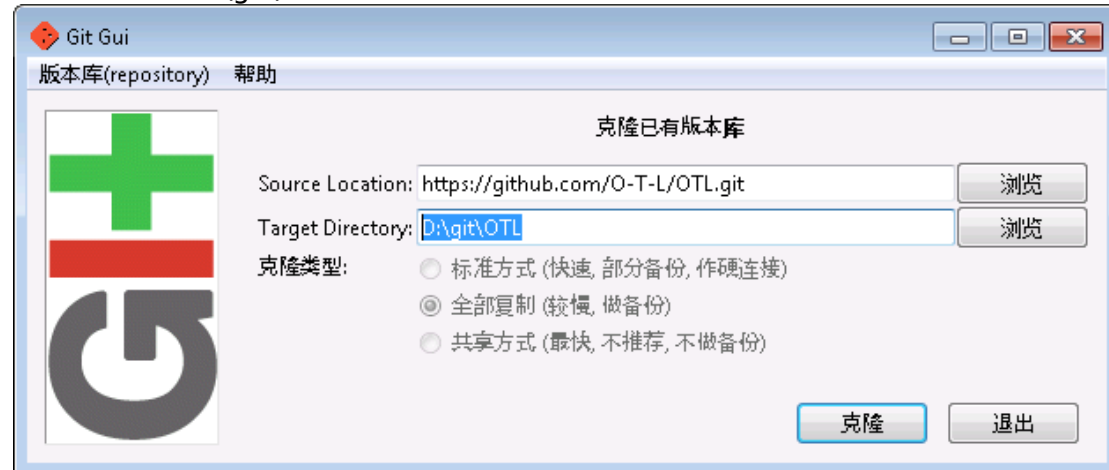 Git Gui
版本库(repository) 帮助
克隆已有版本库
Source Location: https://github.com/O-T-L/OTL.git 浏览
Target Directory: D:\git\OTL 浏览
克隆类型: 标准方式 (快速, 部分备份, 作硬连接)
全部复制 (较慢, 做备份)
共享方式 (最快, 不推荐, 不做备份)
克隆 退出
GIT